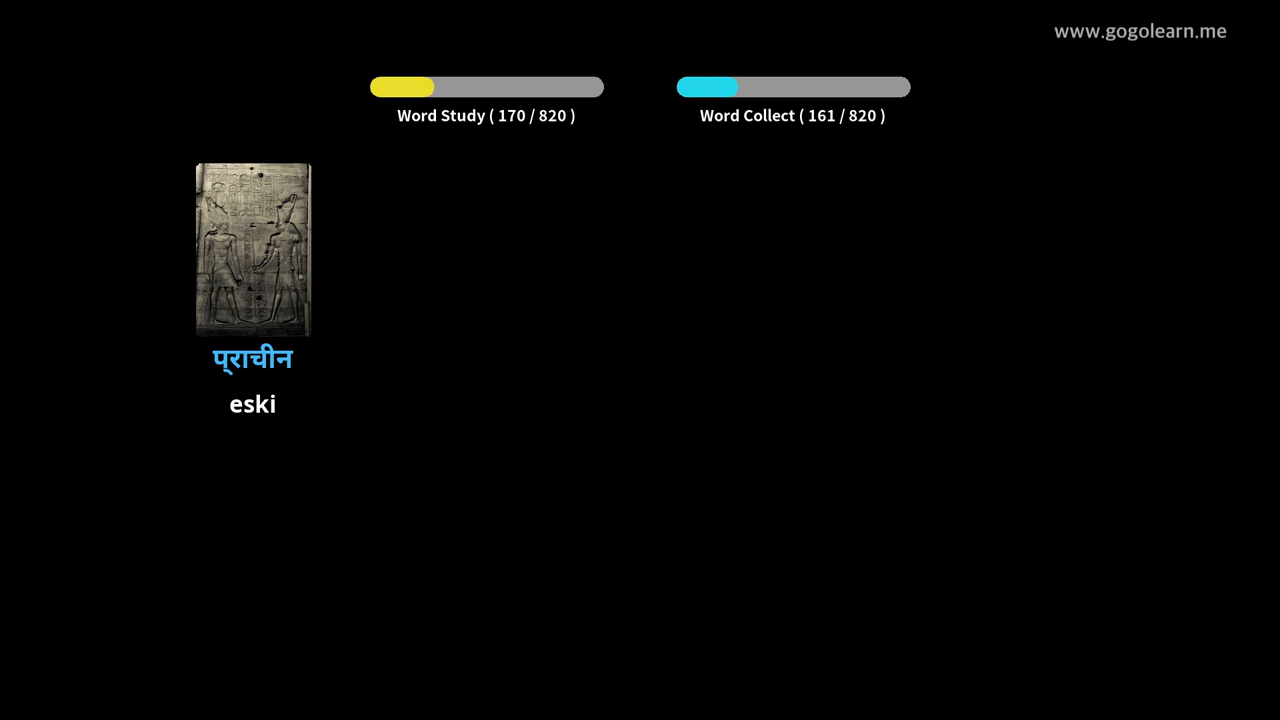 www.gogolearn.me
Word Study ( 170 / 820 )
Word Collect ( 161 / 820 )
प्राचीन
eski